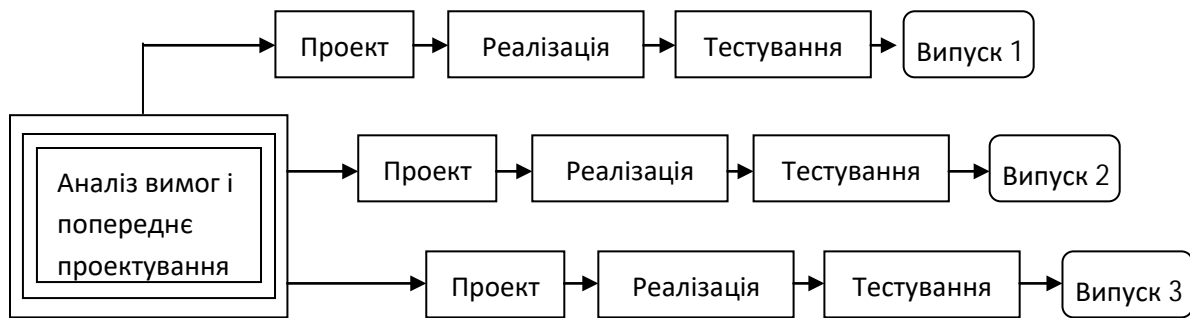 Проект
Реалізація
Тестування
Випуск 1
Аналіз вимог і
попереднє
проектування
Проект
Реалізація
Тестування
Випуск 2
Проект
Реалізація
Тестування
Випуск 3